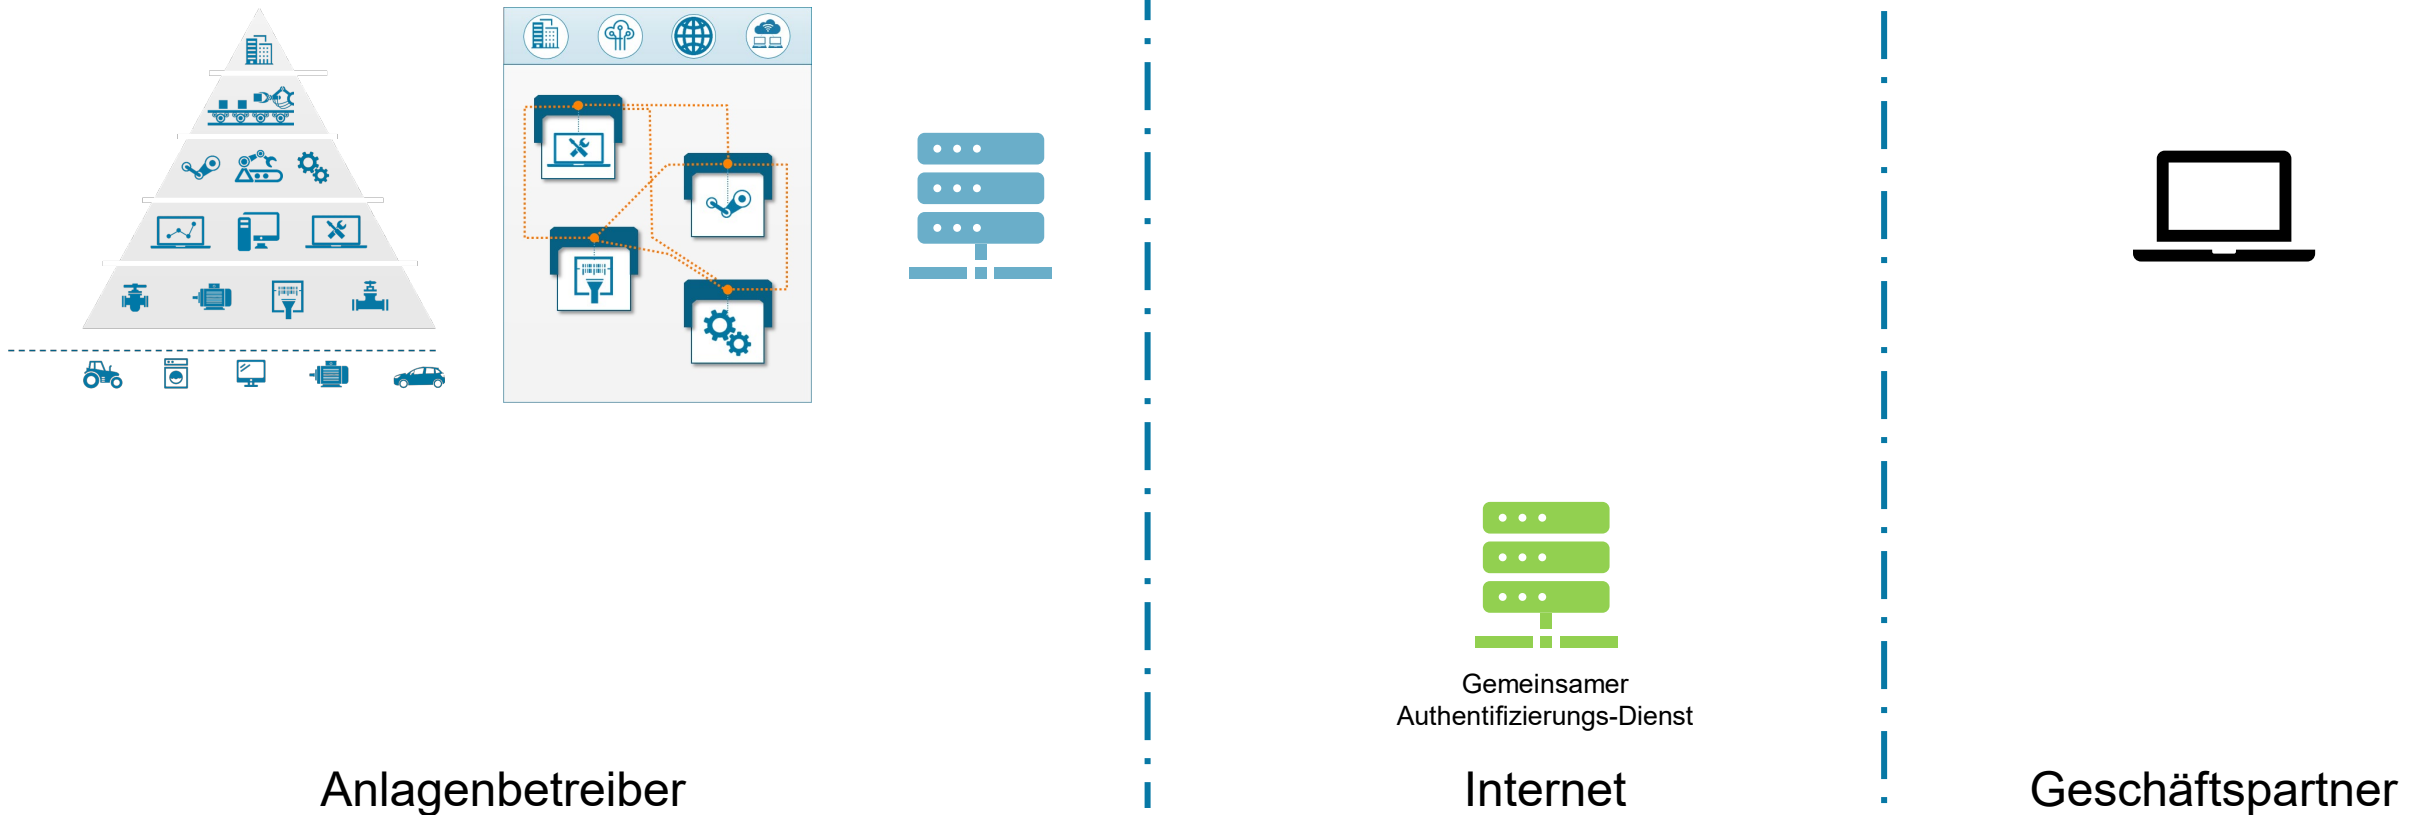 Gemeinsamer
Authentifizierungs-Dienst
Anlagenbetreiber
Internet
Geschäftspartner